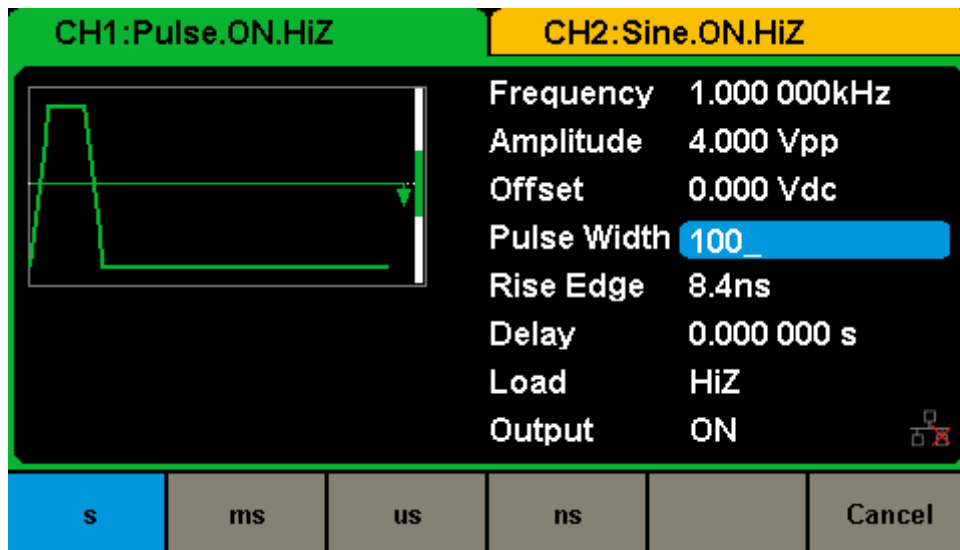 CH1:Pulse.ON.HiZ CH2:Sine.ON.HiZ
Frequency 1.000 000kHz
Amplitude 4.000 Vpp
Offset 0.000 Vdc
Pulse Width 100_
Rise Edge 8.4ns
Delay 0.000 000 s
Load HiZ
Output ON
s ms us ns Cancel